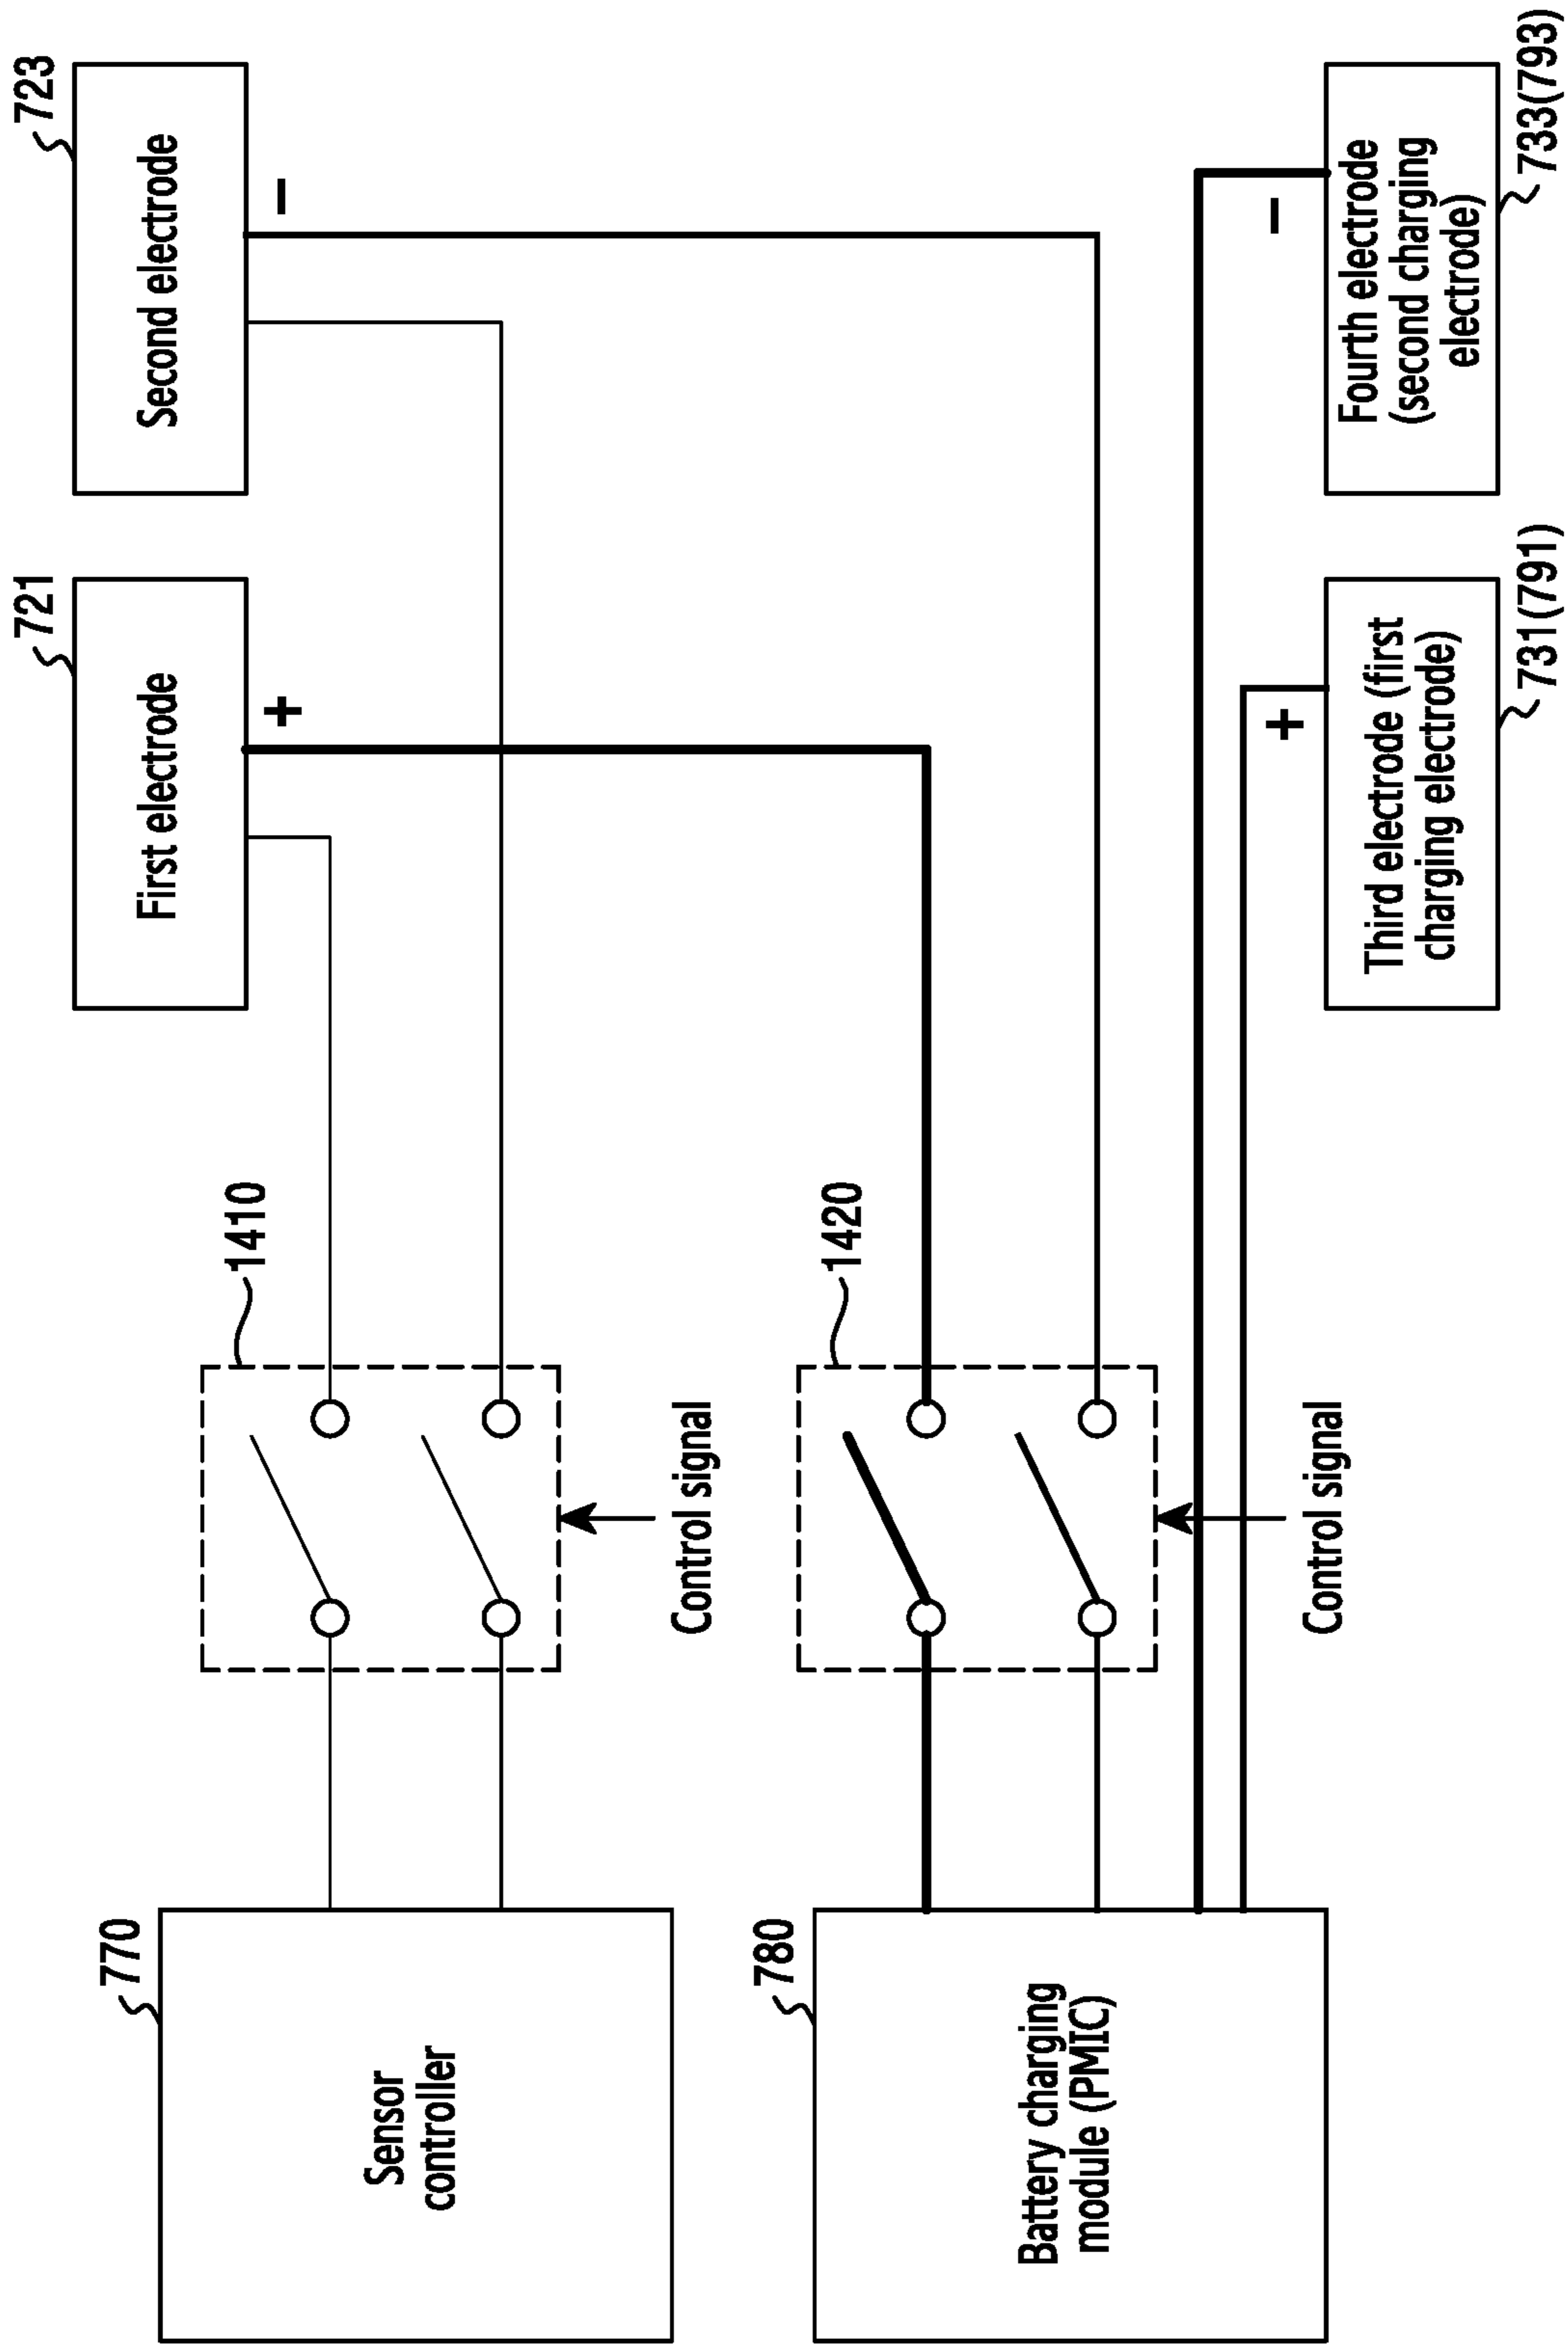 770
Sensor
controller
1410
Control signal
721
First electrode
+
723
Second electrode
−
780
Battery charging
module (PMIC)
1420
Control signal
+
Third electrode (first
charging electrode)
731(791)
−
Fourth electrode
(second charging
electrode)
733(793)